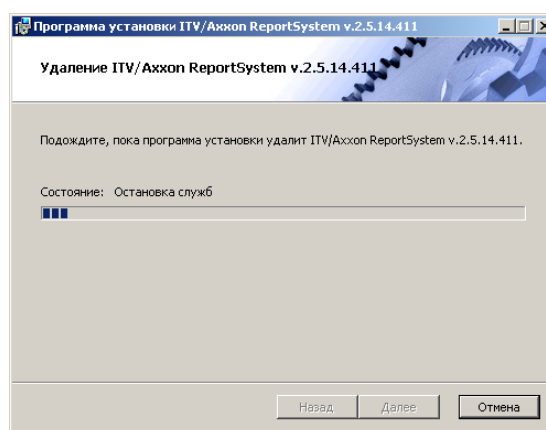 Программа установки ITV/Axxon ReportSystem v.2.5.14.411
Удаление ITV/Axxon ReportSystem v.2.5.14.411
Подождите, пока программа установки удалит ITV/Axxon ReportSystem v.2.5.14.411.
Состояние: Остановка служб
Назад Далее Отмена